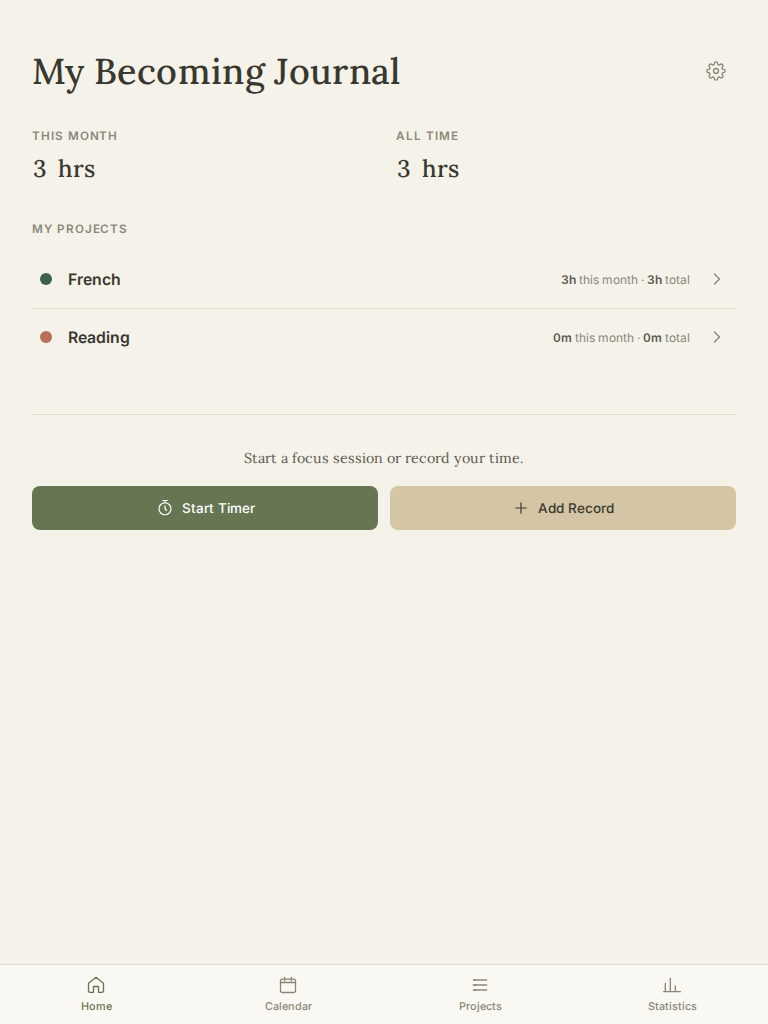 My Becoming Journal
THIS MONTH
3 hrs
ALL TIME
3 hrs
MY PROJECTS
French
3h this month · 3h total
Reading
0m this month · 0m total
Start a focus session or record your time.
Start Timer
Add Record
Home
Calendar
Projects
Statistics